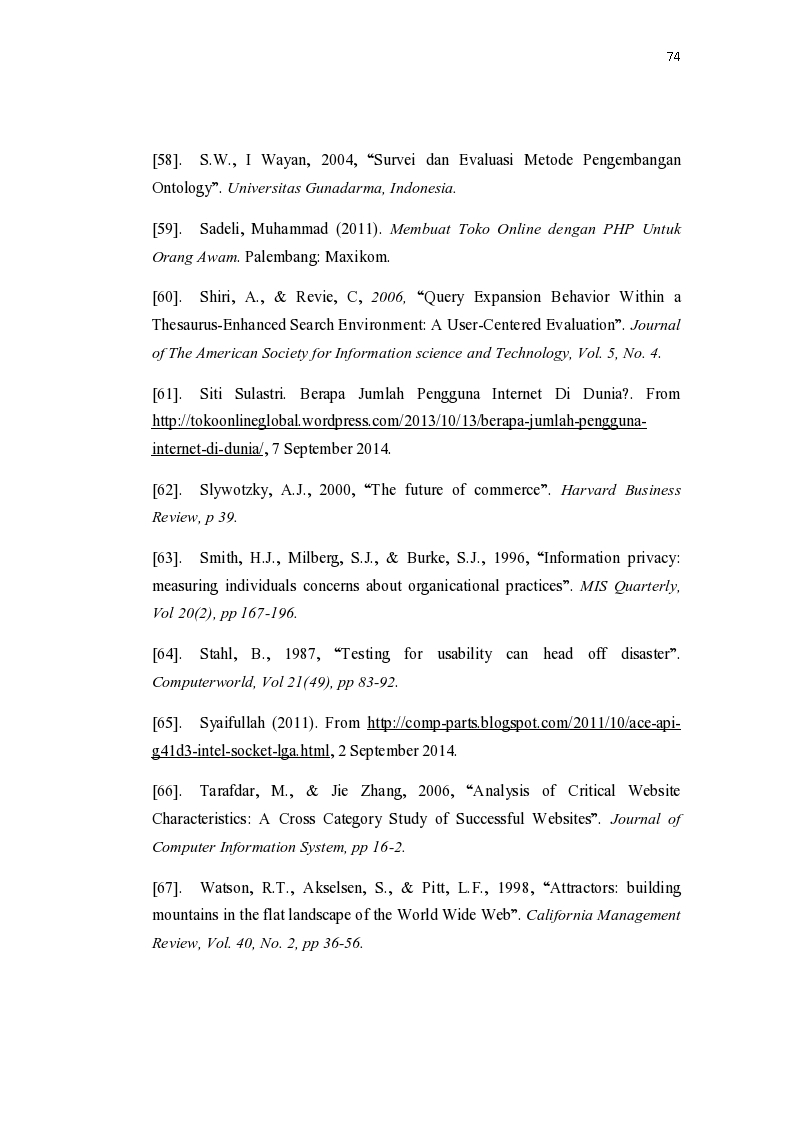 74
[58]. S.W., I Wayan, 2004, “Survei dan Evaluasi Metode Pengembangan
Ontology”. Universitas Gunadarma, Indonesia.
[59]. Sadeli, Muhammad (2011). Membuat Toko Online dengan PHP Untuk
Orang Awam. Palembang: Maxikom.
[60]. Shiri, A., & Revie, C, 2006, “Query Expansion Behavior Within a
Thesaurus-Enhanced Search Environment: A User-Centered Evaluation”. Journal
of The American Society for Information science and Technology, Vol. 5, No. 4.
[61]. Siti Sulastri. Berapa Jumlah Pengguna Internet Di Dunia?. From
http://tokoonlineglobal.wordpress.com/2013/10/13/berapa-jumlah-pengguna-
internet-di-dunia/, 7 September 2014.
[62]. Slywotzky, A.J., 2000, “The future of commerce”. Harvard Business
Review, p 39.
[63]. Smith, H.J., Milberg, S.J., & Burke, S.J., 1996, “Information privacy:
measuring individuals concerns about organicational practices”. MIS Quarterly,
Vol 20(2), pp 167-196.
[64]. Stahl, B., 1987, “Testing for usability can head off disaster”.
Computerworld, Vol 21(49), pp 83-92.
[65]. Syaifullah (2011). From http://comp-parts.blogspot.com/2011/10/ace-api-
g41d3-intel-socket-lga.html, 2 September 2014.
[66]. Tarafdar, M., & Jie Zhang, 2006, “Analysis of Critical Website
Characteristics: A Cross Category Study of Successful Websites”. Journal of
Computer Information System, pp 16-2.
[67]. Watson, R.T., Akselsen, S., & Pitt, L.F., 1998, “Attractors: building
mountains in the flat landscape of the World Wide Web”. California Management
Review, Vol. 40, No. 2, pp 36-56.